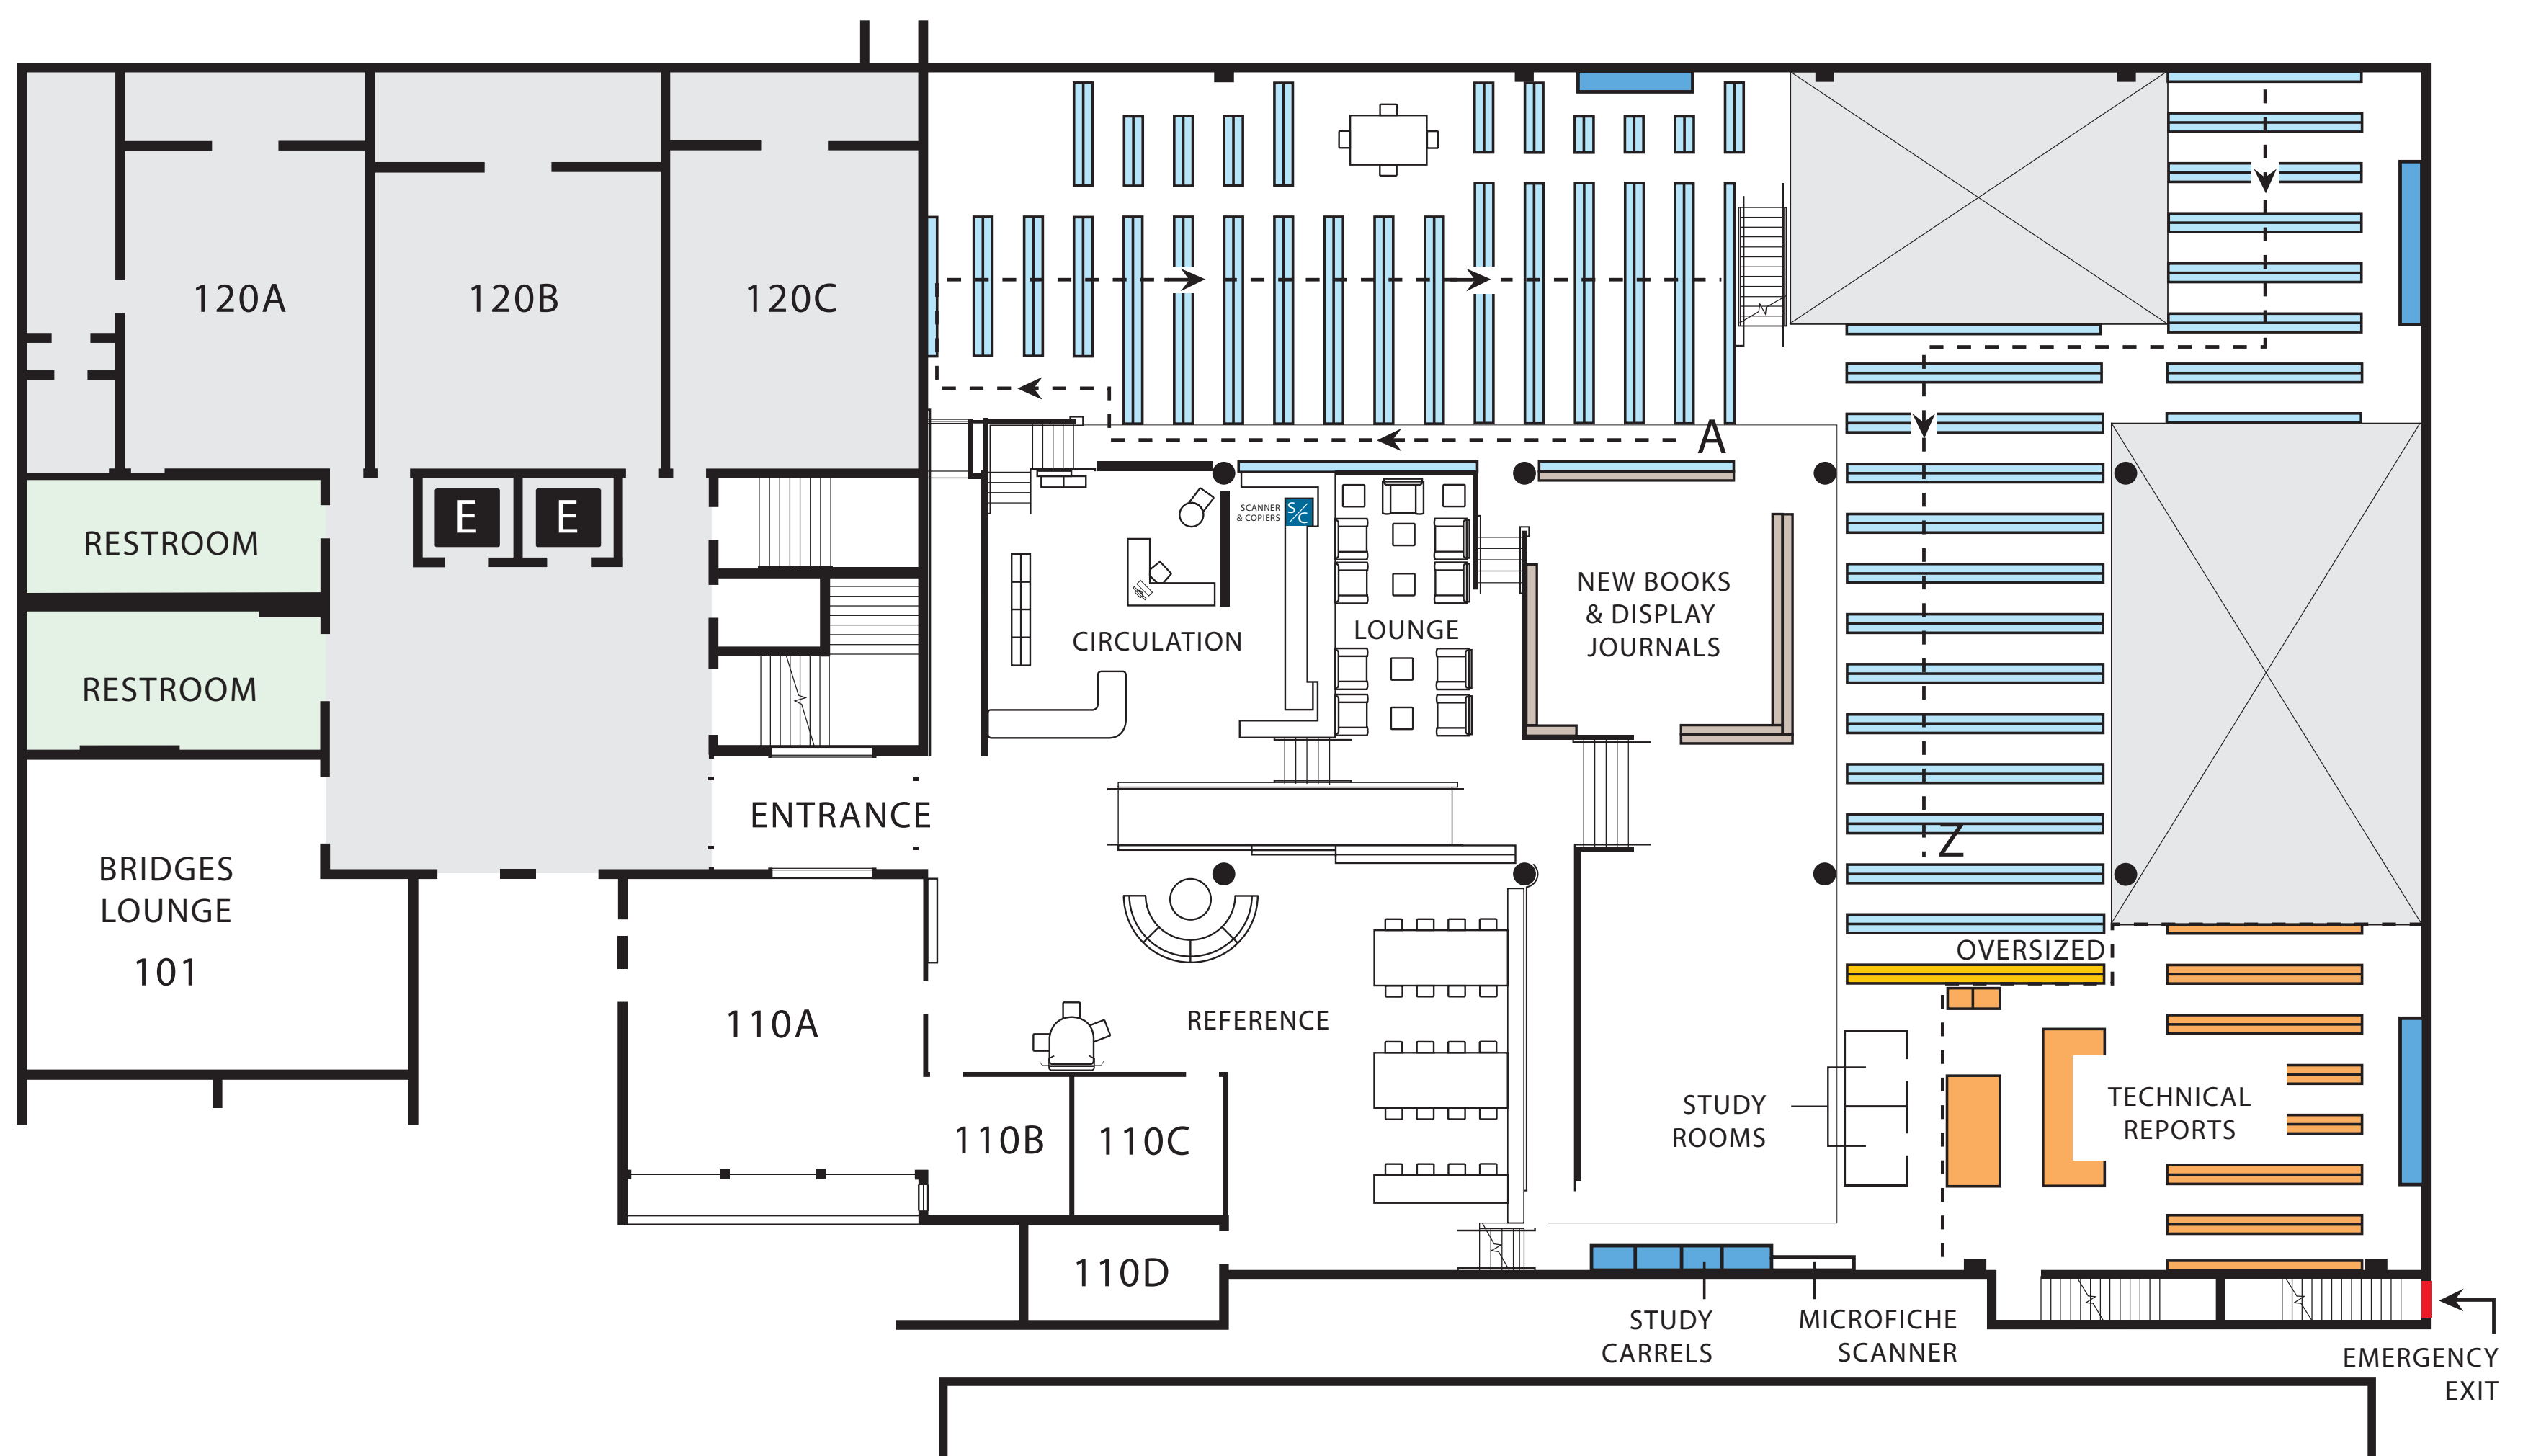 120A
120B
120C
A
RESTROOM
E
E
SCANNER
& COPIERS
S/C
CIRCULATION
LOUNGE
NEW BOOKS
& DISPLAY
JOURNALS
RESTROOM
ENTRANCE
Z
BRIDGES
LOUNGE
101
OVERSIZED
110A
REFERENCE
STUDY
ROOMS
TECHNICAL
REPORTS
110B
110C
110D
STUDY
CARRELS
MICROFICHE
SCANNER
EMERGENCY
EXIT